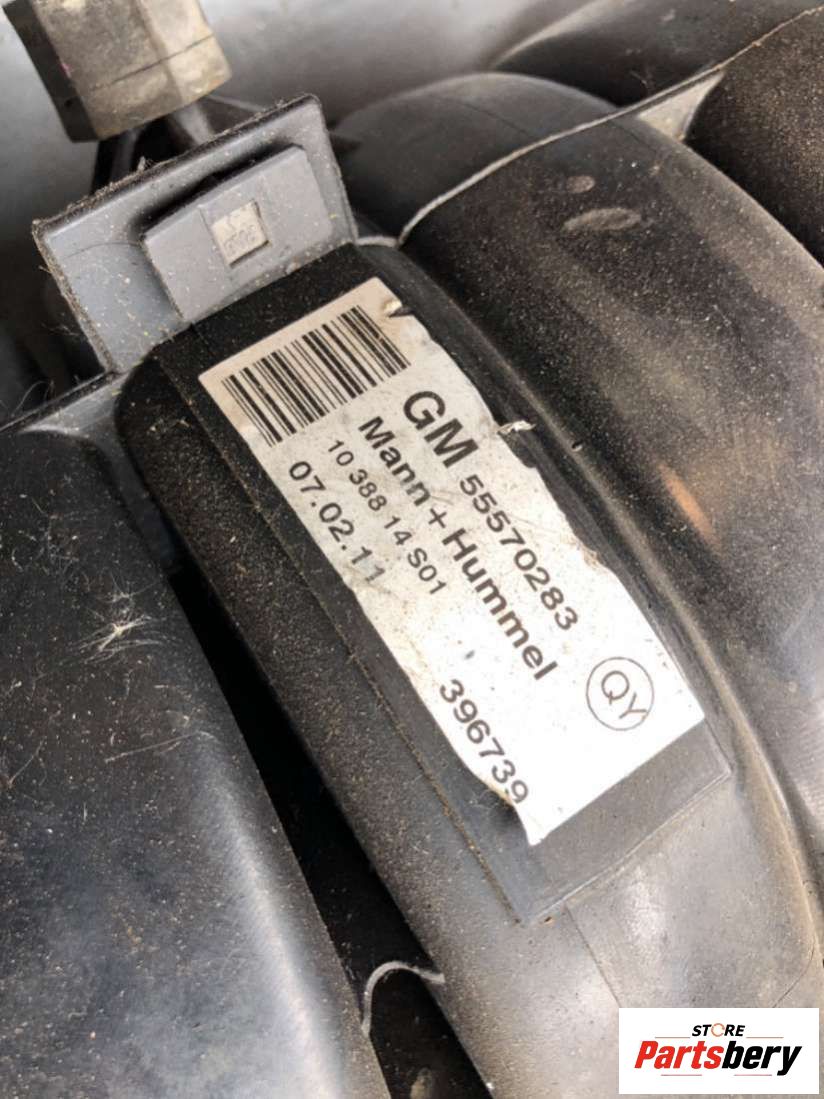 GM 55570283
Mann + Hummel
10 388 14 S01
07.02.11
396739
QY
STORE
Partsbery